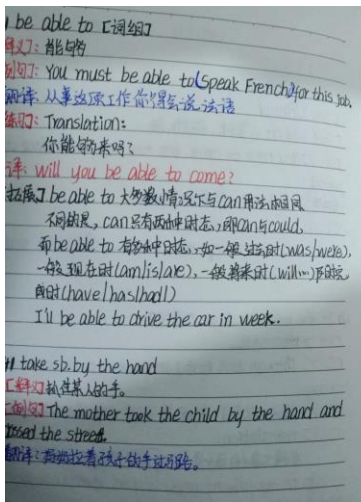 be able to [词组]
释义]: 能够
例句]: You must be able to (speak French) for this job.
翻译: 从事这项工作你得会说法语
练习]: Translation:
你能够来吗?
译: will you be able to come?
拓展] be able to 大多数情况下与can用法相同
不同的是, can只有两种时态, 即can与could,
而be able to 有多种时态, 如一般过去时(was/were),
一般现在时(am/is/are), 一般将来时(will…)
时(have/has/had)
I'll be able to drive the car in week.
take sb. by the hand
[释义] 某人的手。
[例句] The mother took the child by the hand and
ossed the street.
翻译: 妈妈拉着孩子的手过马路。